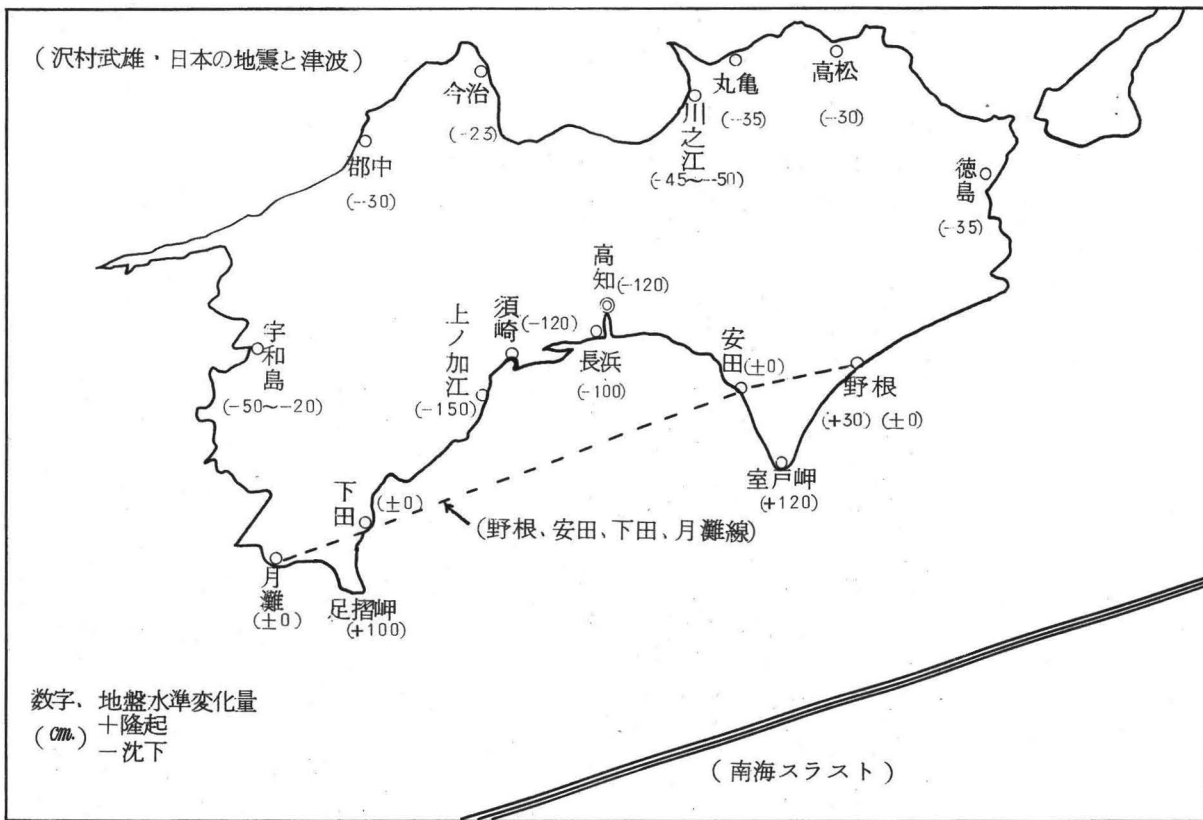 (沢村武雄・日本の地震と津波)
今治
(-23)
郡中
(-30)
丸亀
(-35)
高松
(-30)
川之江
(-45~-50)
徳島
(-35)
高知
(-120)
須崎
(-120)
上ノ加江
(-150)
長浜
(-100)
安田
(±0)
野根
(+30) (±0)
室戸岬
(+120)
宇和島
(-50~-20)
下田
(±0)
(野根、安田、下田、月灘線)
月灘
(±0)
足摺岬
(+100)
数字、地盤水準変化量
(cm.) +隆起
-沈下
(南海スラスト)